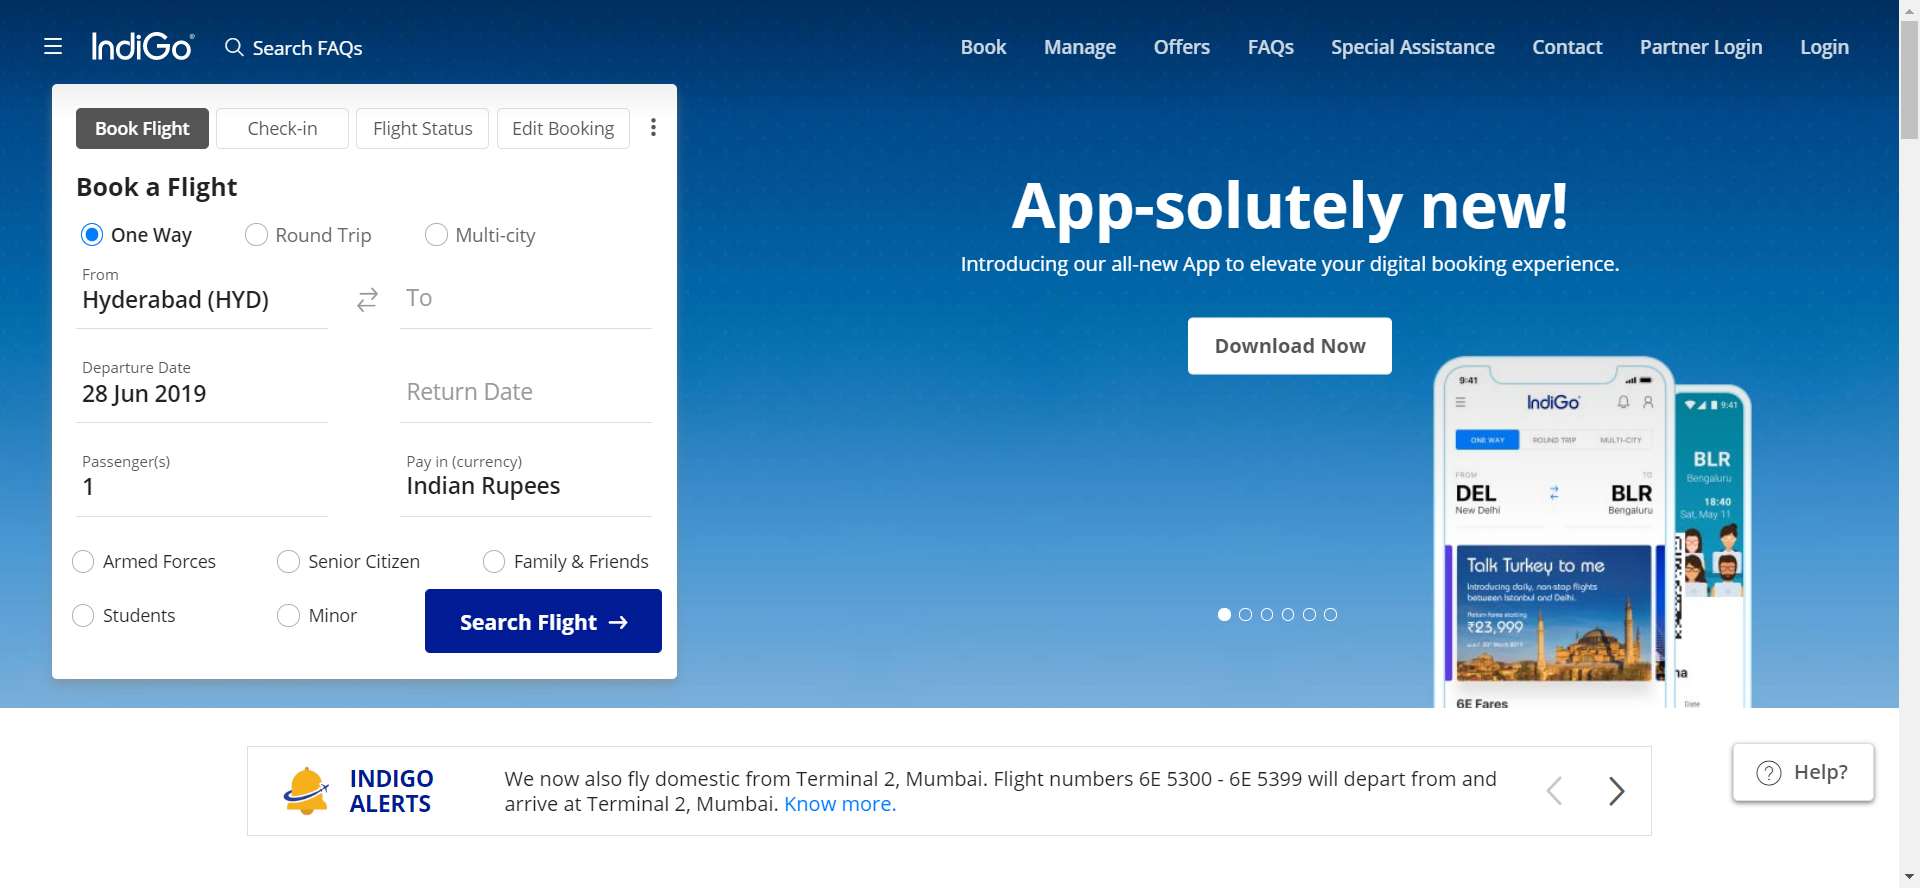 IndiGo
Search FAQs
Book
Manage
Offers
FAQs
Special Assistance
Contact
Partner Login
Login
Book Flight
Check-in
Flight Status
Edit Booking
Book a Flight
One Way
Round Trip
Multi-city
From
Hyderabad (HYD)
To
Departure Date
28 Jun 2019
Return Date
Passenger(s)
1
Pay in (currency)
Indian Rupees
Armed Forces
Senior Citizen
Family & Friends
Students
Minor
Search Flight →
App-solutely new!
Introducing our all-new App to elevate your digital booking experience.
Download Now
9:41
IndiGo
ONE WAY
ROUND TRIP
MULTI-CITY
FROM
TO
DEL
BLR
New Delhi
Bengaluru
Talk Turkey to me
Introducing daily, non-stop flights
between Istanbul and Delhi.
Return fares starting
₹23,999
6E Fares
9:41
BLR
Bengaluru
18:40
Sat, May 11
na
Date
INDIGO
ALERTS
We now also fly domestic from Terminal 2, Mumbai. Flight numbers 6E 5300 - 6E 5399 will depart from and
arrive at Terminal 2, Mumbai. Know more.
Help?